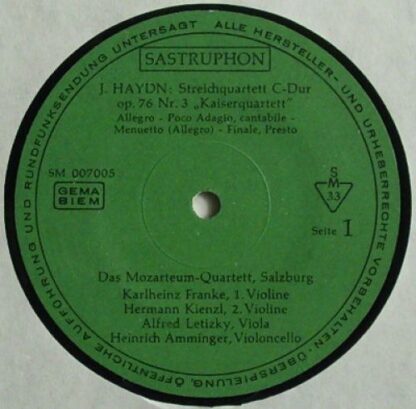 ALLE HERSTELLER- UND URHEBERRECHTE VORBEHALTEN - ÜBERSPIELUNG, ÖFFENTLICHE AUFFÜHRUNG UND RUNDFUNKSENDUNG UNTERSAGT
SASTRUPHON
J. HAYDN: Streichquartett C-Dur
op. 76 Nr. 3 „Kaiserquartett"
Allegro - Poco Adagio, cantabile -
Menuetto (Allegro) - Finale, Presto
SM 007005
GEMA
BIEM
S
M
33
Seite 1
Das Mozarteum-Quartett, Salzburg
Karlheinz Franke, 1. Violine
Hermann Kienzl, 2. Violine
Alfred Letizky, Viola
Heinrich Amminger, Violoncello